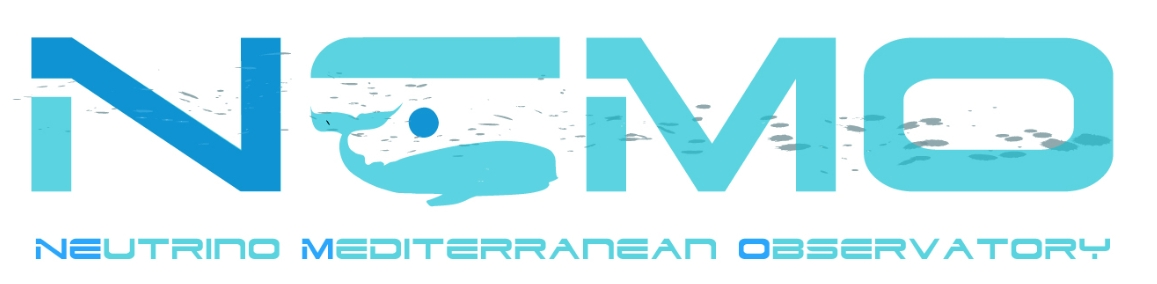 NEMO
NEUTRINO MEDITERRANEAN OBSERVATORY